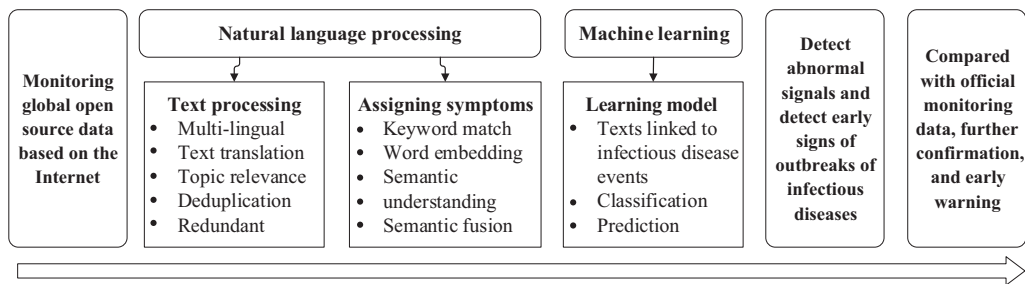 Monitoring
global open
source data
based on the
Internet
Natural language processing
Text processing
• Multi-lingual
• Text translation
• Topic relevance
• Deduplication
• Redundant
Assigning symptoms
• Keyword match
• Word embedding
• Semantic
• understanding
• Semantic fusion
Machine learning
Learning model
• Texts linked to
infectious disease
events
• Classification
• Prediction
Detect
abnormal
signals and
detect early
signs of
outbreaks of
infectious
diseases
Compared
with official
monitoring
data, further
confirmation,
and early
warning